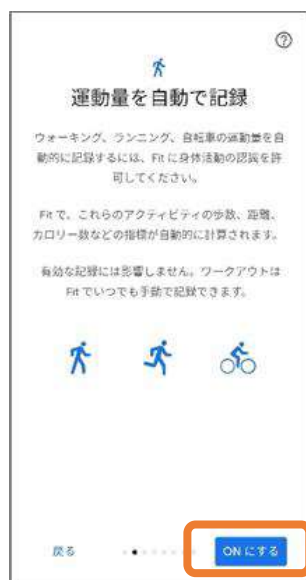 運動量を自動で記録
ウォーキング、ランニング、自転車の運動量を自
動的に記録するには、Fit に身体活動の認識を許
可してください。
Fit で、これらのアクティビティの歩数、距離、
カロリー数などの指標が自動的に計算されます。
有効な記録には影響しません。ワークアウトは
Fit でいつでも手動で記録できます。
戻る
ON にする